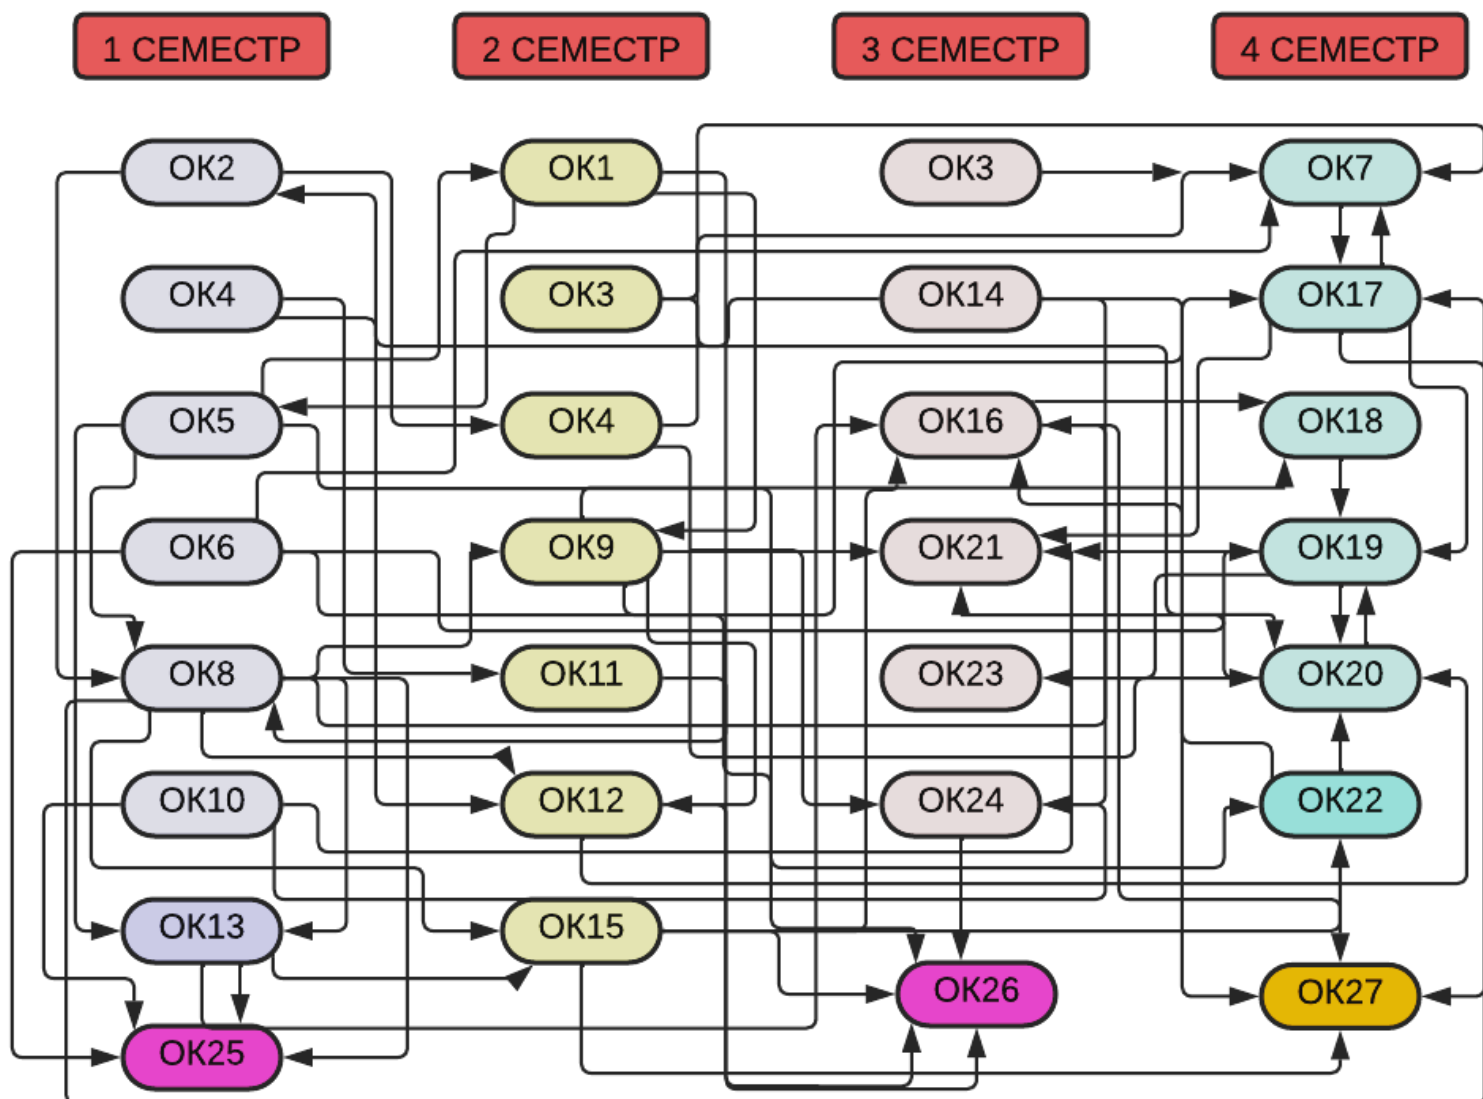 1 СЕМЕСТР 2 СЕМЕСТР 3 СЕМЕСТР 4 СЕМЕСТР
ОК2 ОК1 ОК3 ОК7
ОК4 ОК3 ОК14 ОК17
ОК5 ОК4 ОК16 ОК18
ОК6 ОК9 ОК21 ОК19
ОК8 ОК11 ОК23 ОК20
ОК10 ОК12 ОК24 ОК22
ОК13 ОК15
ОК26 ОК27
ОК25